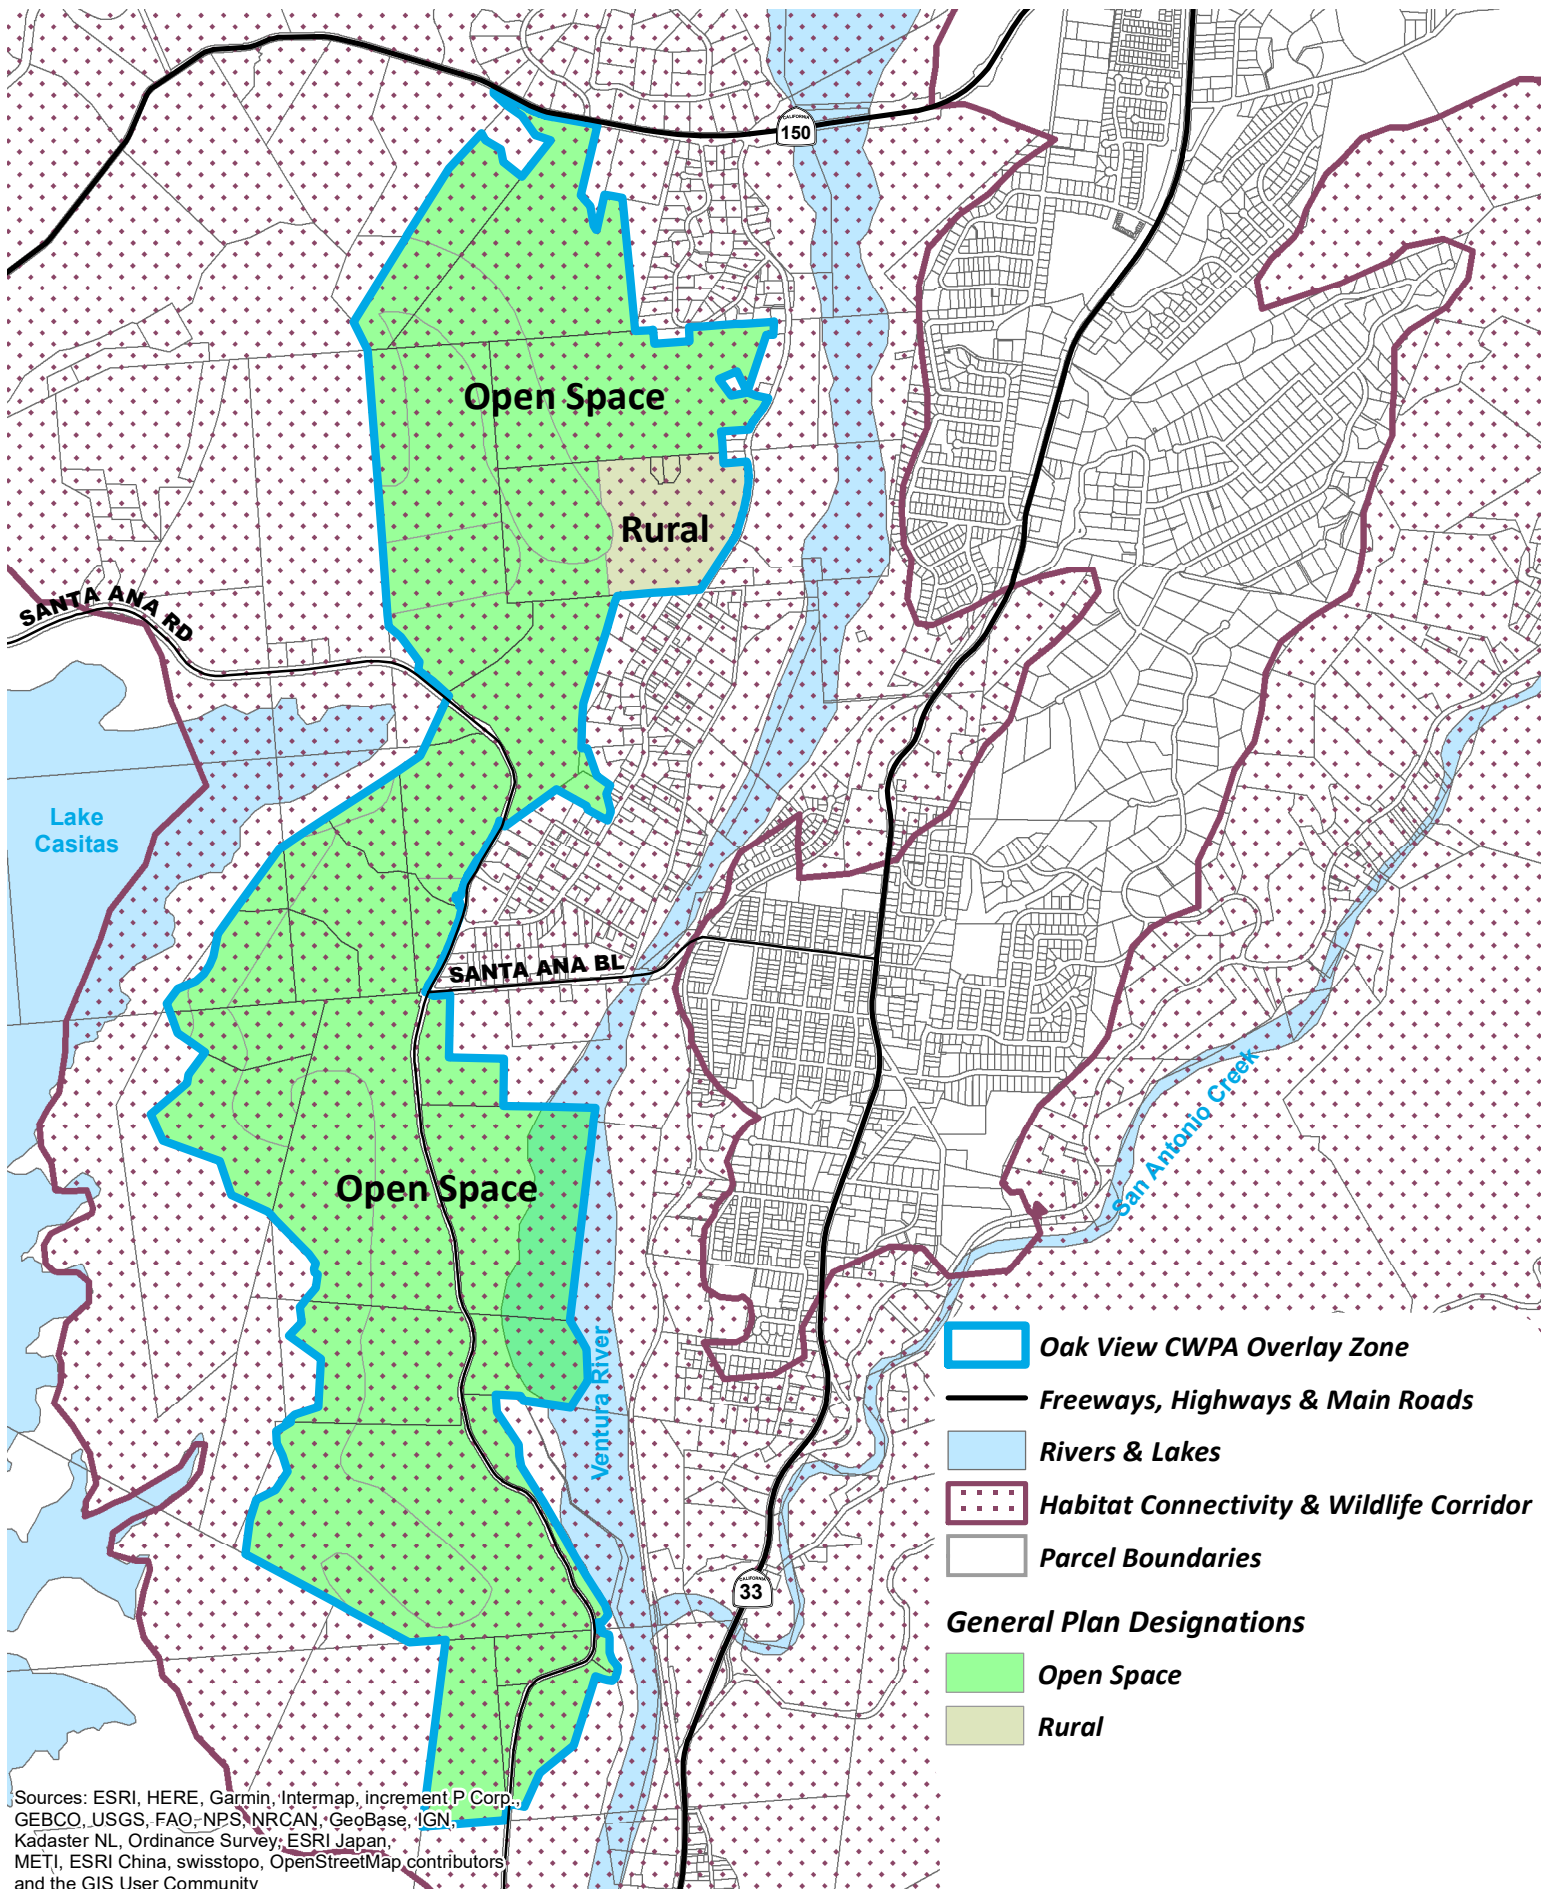 CALIFORNIA
150
Open Space
Rural
SANTA ANA RD
Lake
Casitas
SANTA ANA BL
San Antonio Creek
Open Space
Ventura River
CALIFORNIA
33
Oak View CWPA Overlay Zone
Freeways, Highways & Main Roads
Rivers & Lakes
Habitat Connectivity & Wildlife Corridor
Parcel Boundaries
General Plan Designations
Open Space
Rural
Sources: ESRI, HERE, Garmin, Intermap, increment P Corp.,
GEBCO, USGS, FAO, NPS, NRCAN, GeoBase, IGN,
Kadaster NL, Ordinance Survey, ESRI Japan,
METI, ESRI China, swisstopo, OpenStreetMap contributors
and the GIS User Community